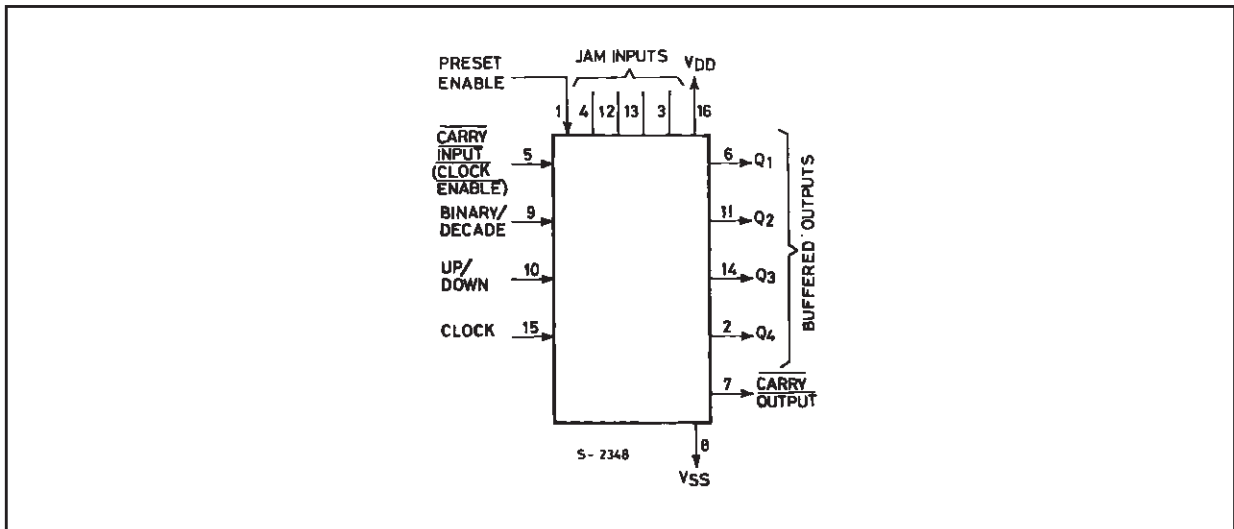 JAM INPUTS
PRESET
ENABLE
VDD
1 4 12 13 3 16
CARRY
INPUT
(CLOCK
ENABLE)
5
BINARY/
DECADE
9
UP/
DOWN
10
CLOCK
15
6 Q1
11 Q2
14 Q3
2 Q4
BUFFERED OUTPUTS
7 CARRY
OUTPUT
8
VSS
S-2348